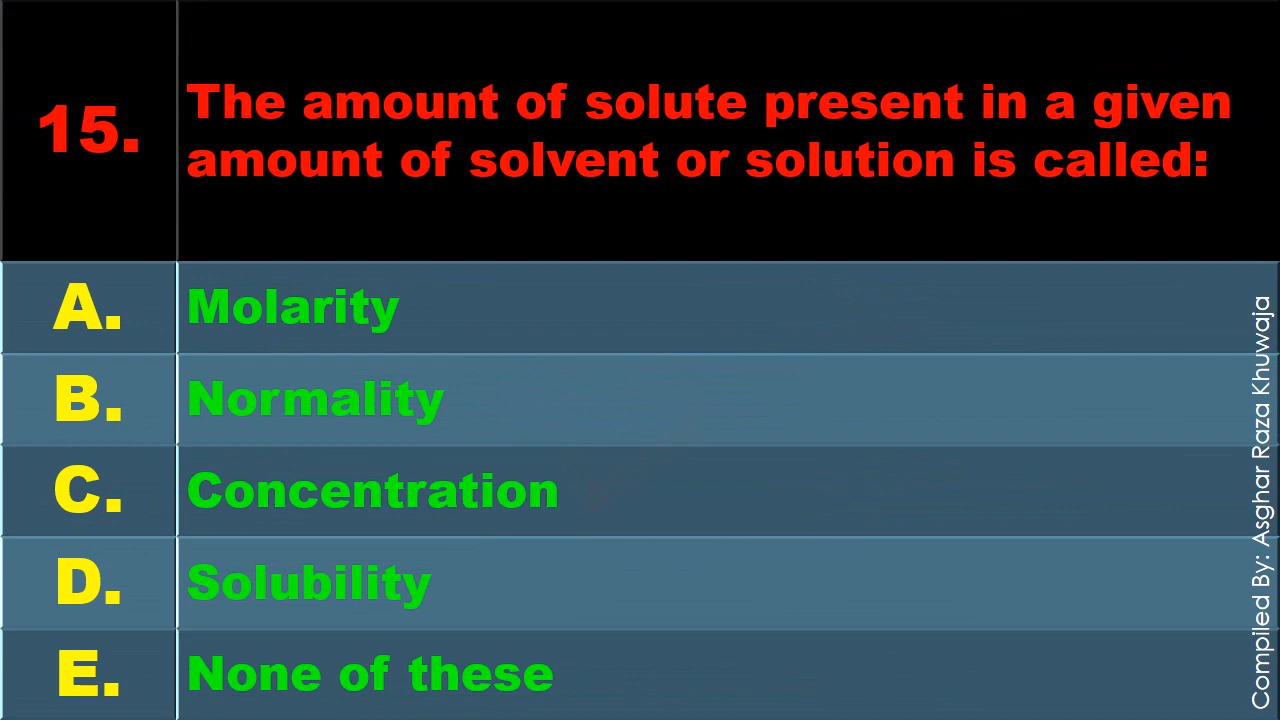 15.
The amount of solute present in a given
amount of solvent or solution is called:
A.
Molarity
B.
Normality
C.
Concentration
D.
Solubility
E.
None of these
Compiled By: Asghar Raza Khuwaja